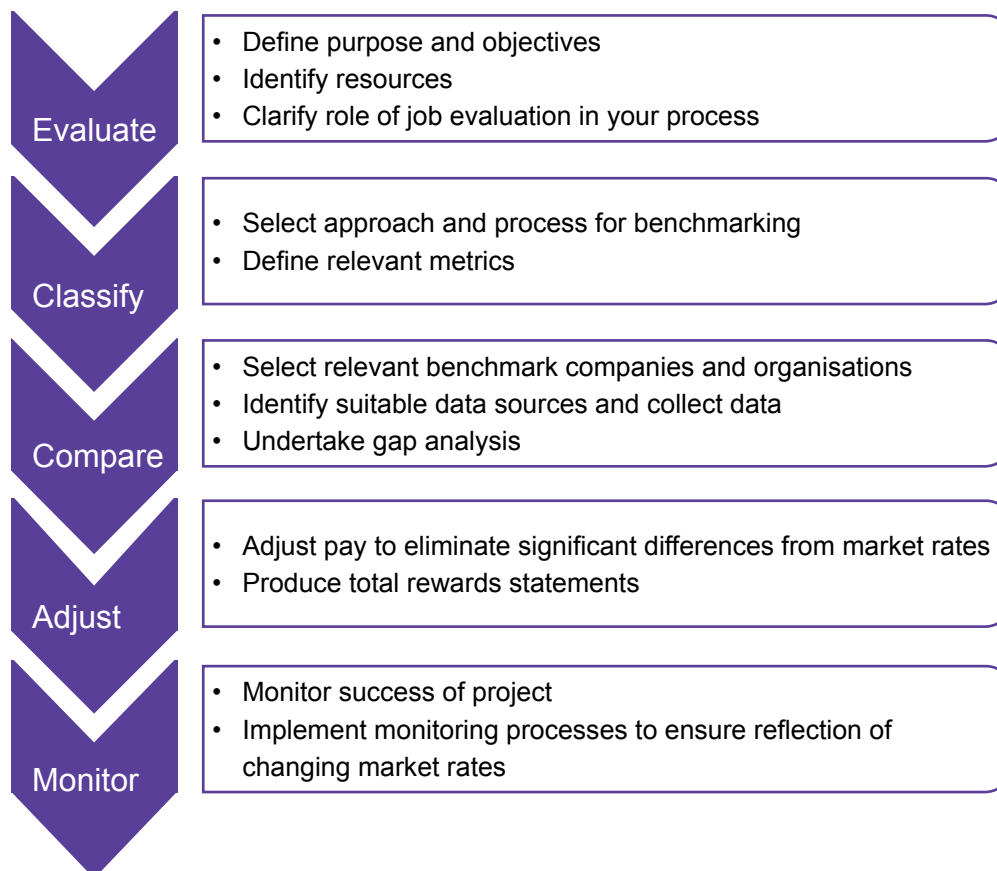 Evaluate
• Define purpose and objectives
• Identify resources
• Clarify role of job evaluation in your process
Classify
• Select approach and process for benchmarking
• Define relevant metrics
Compare
• Select relevant benchmark companies and organisations
• Identify suitable data sources and collect data
• Undertake gap analysis
Adjust
• Adjust pay to eliminate significant differences from market rates
• Produce total rewards statements
Monitor
• Monitor success of project
• Implement monitoring processes to ensure reflection of
changing market rates